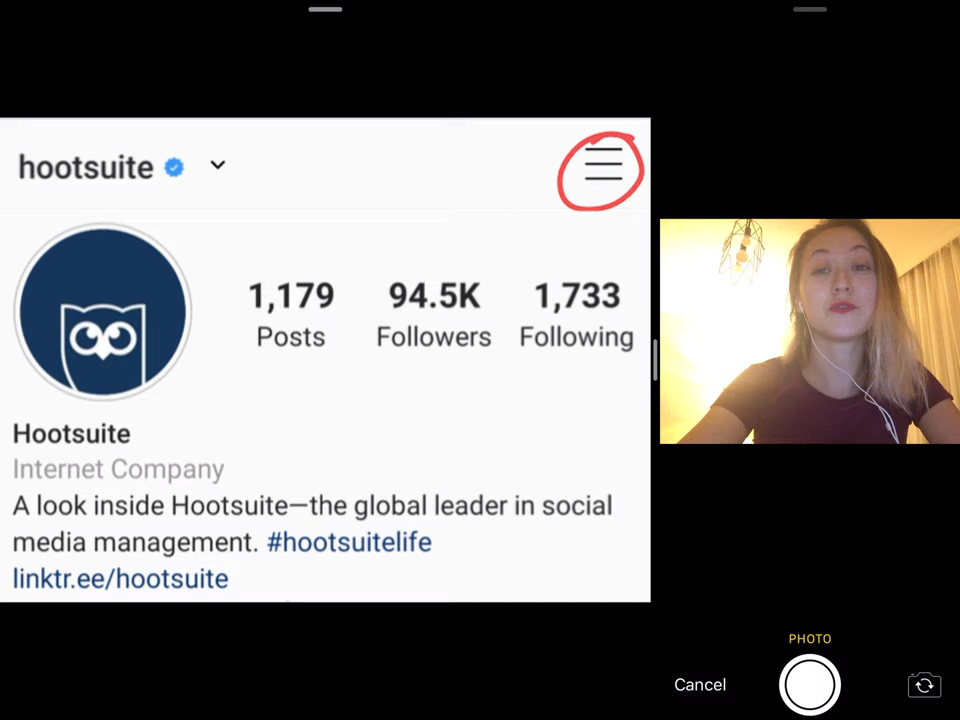 hootsuite
1,179 94.5K 1,733
Posts Followers Following
Hootsuite
Internet Company
A look inside Hootsuite—the global leader in social
media management. #hootsuitelife
linktr.ee/hootsuite
PHOTO
Cancel